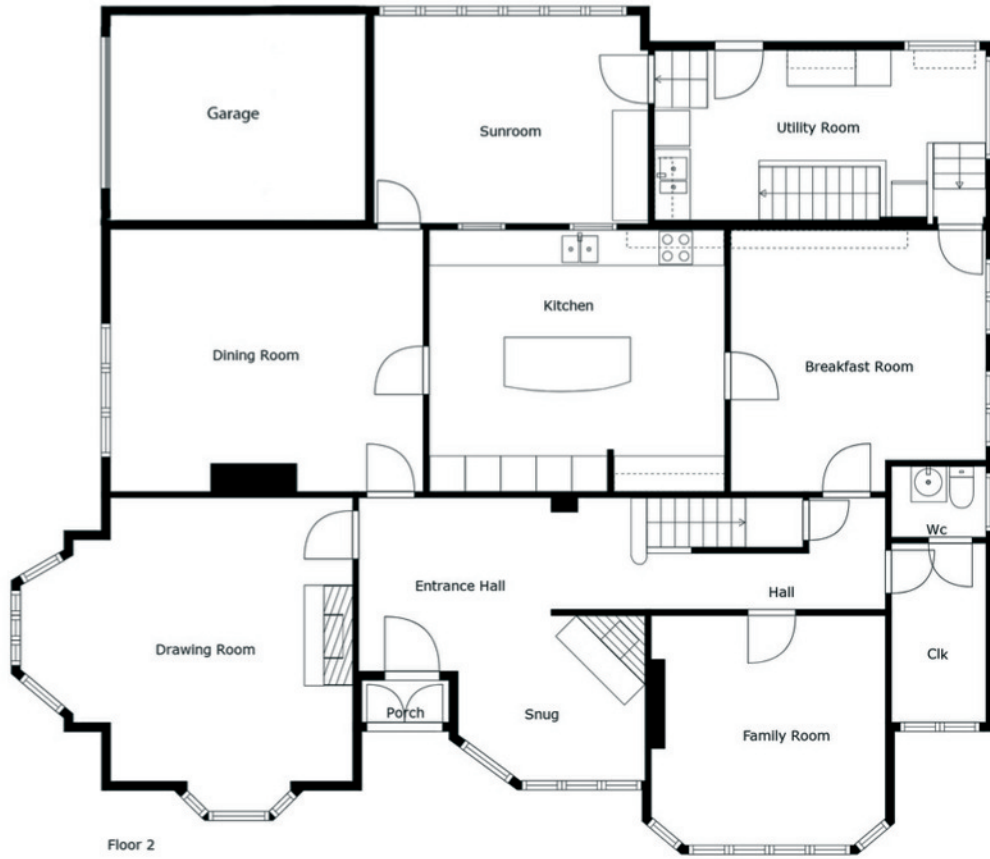 Garage
Sunroom
Utility Room
Kitchen
Dining Room
Breakfast Room
Wc
Entrance Hall
Hall
Drawing Room
Clk
Porch
Snug
Family Room
Floor 2